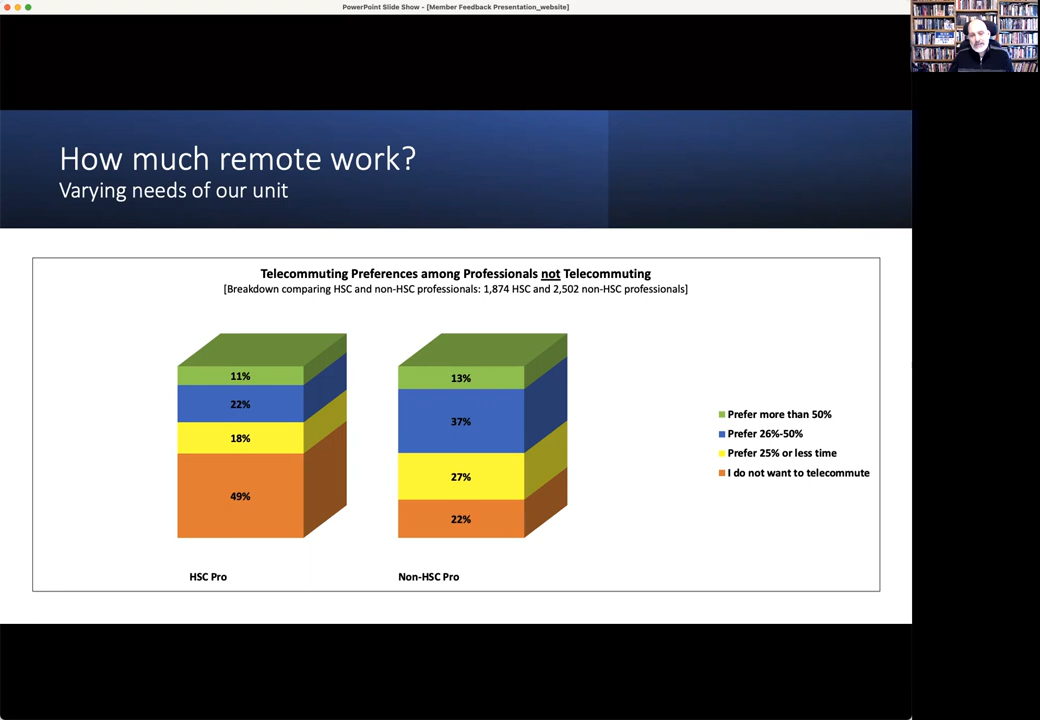 PowerPoint Slide Show - [Member Feedback Presentation_website]
How much remote work?
Varying needs of our unit
Telecommuting Preferences among Professionals not Telecommuting
[Breakdown comparing HSC and non-HSC professionals: 1,874 HSC and 2,502 non-HSC professionals]
11%
22%
18%
49%
HSC Pro
13%
37%
27%
22%
Non-HSC Pro
Prefer more than 50%
Prefer 26%-50%
Prefer 25% or less time
I do not want to telecommute